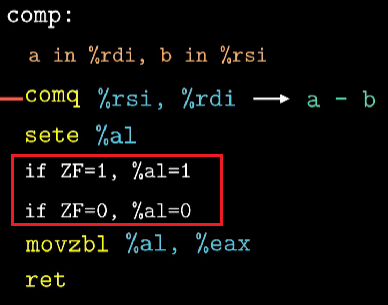 comp:
a in %rdi, b in %rsi
comq %rsi, %rdi → a - b
sete %al
if ZF=1, %al=1
if ZF=0, %al=0
movzbl %al, %eax
ret